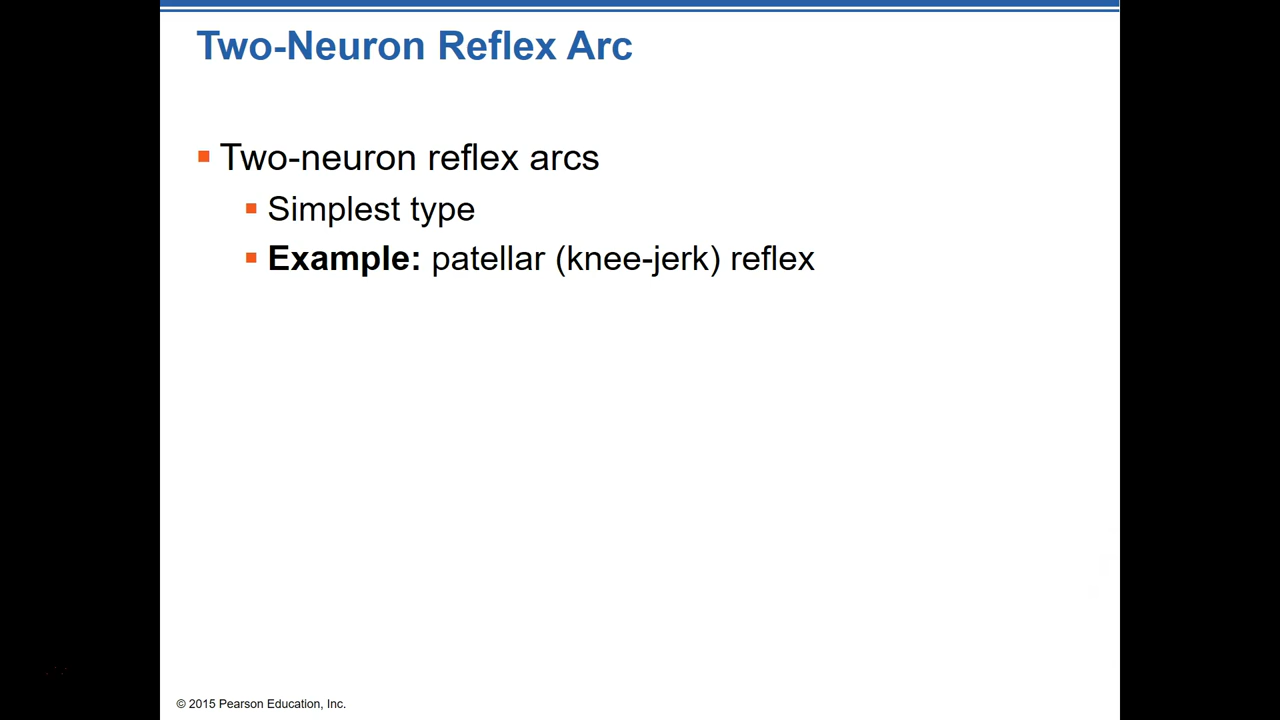 Two-Neuron Reflex Arc
Two-neuron reflex arcs
Simplest type
Example: patellar (knee-jerk) reflex
© 2015 Pearson Education, Inc.